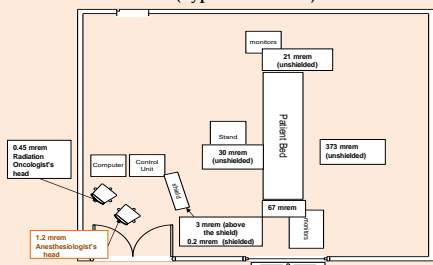 monitors
21 mrem
(unshielded)
0.45 mrem
Radiation
Oncologist's
head
Computer
Control
Unit
Stand
30 mrem
(unshielded)
Patient Bed
373 mrem
(unshielded)
shield
67 mrem
monitors
3 mrem (above
the shield)
0.2 mrem (shielded)
1.2 mrem
Anesthesiologist's
head